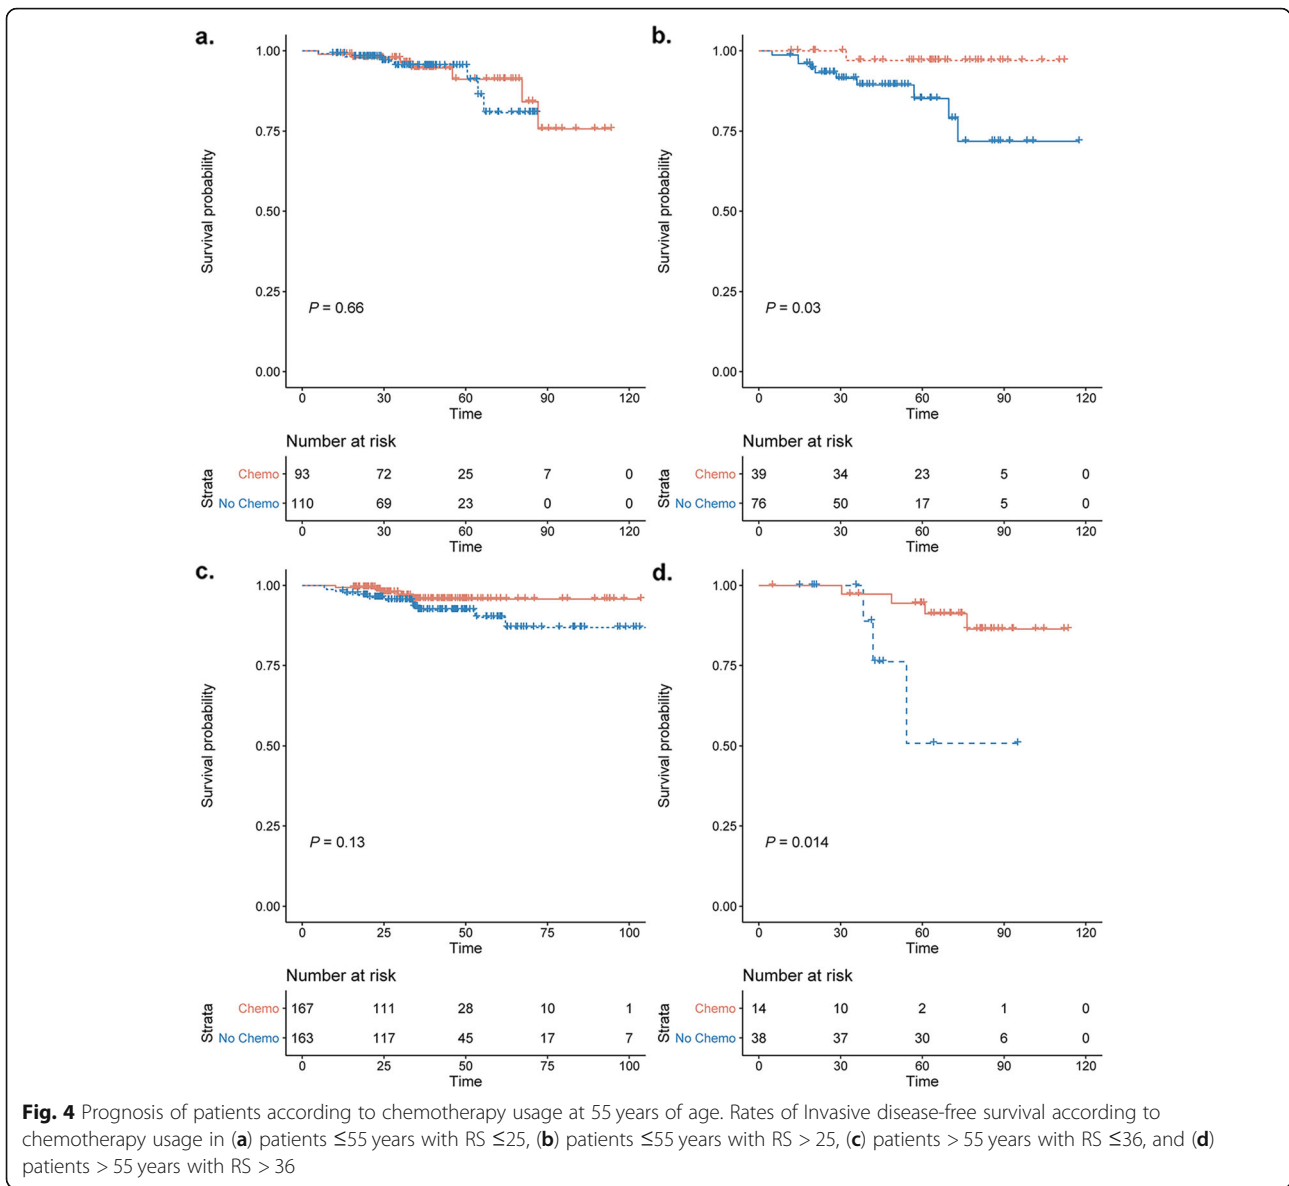 a.
1.00
0.75
0.50
0.25
0.00
Survival probability
P = 0.66
0 30 60 90 120
Time
Number at risk
Strata
Chemo 93 72 25 7 0
No Chemo 110 69 23 0 0
0 30 60 90 120
Time
b.
1.00
0.75
0.50
0.25
0.00
Survival probability
P = 0.03
0 30 60 90 120
Time
Number at risk
Strata
Chemo 39 34 23 5 0
No Chemo 76 50 17 5 0
0 30 60 90 120
Time
c.
1.00
0.75
0.50
0.25
0.00
Survival probability
P = 0.13
0 25 50 75 100
Time
Number at risk
Strata
Chemo 167 111 28 10 1
No Chemo 163 117 45 17 7
0 25 50 75 100
Time
d.
1.00
0.75
0.50
0.25
0.00
Survival probability
P = 0.014
0 30 60 90 120
Time
Number at risk
Strata
Chemo 14 10 2 1 0
No Chemo 38 37 30 6 0
0 30 60 90 120
Time
Fig. 4 Prognosis of patients according to chemotherapy usage at 55 years of age. Rates of Invasive disease-free survival according to
chemotherapy usage in (a) patients ≤55 years with RS ≤25, (b) patients ≤55 years with RS > 25, (c) patients > 55 years with RS ≤36, and (d)
patients > 55 years with RS > 36